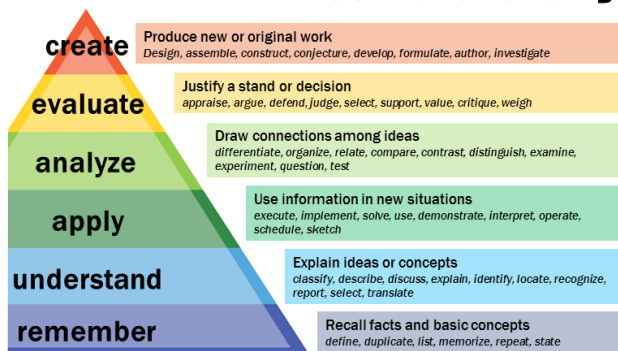 create
Produce new or original work
Design, assemble, construct, conjecture, develop, formulate, author, investigate
evaluate
Justify a stand or decision
appraise, argue, defend, judge, select, support, value, critique, weigh
analyze
Draw connections among ideas
differentiate, organize, relate, compare, contrast, distinguish, examine,
experiment, question, test
apply
Use information in new situations
execute, implement, solve, use, demonstrate, interpret, operate,
schedule, sketch
understand
Explain ideas or concepts
classify, describe, discuss, explain, identify, locate, recognize,
report, select, translate
remember
Recall facts and basic concepts
define, duplicate, list, memorize, repeat, state